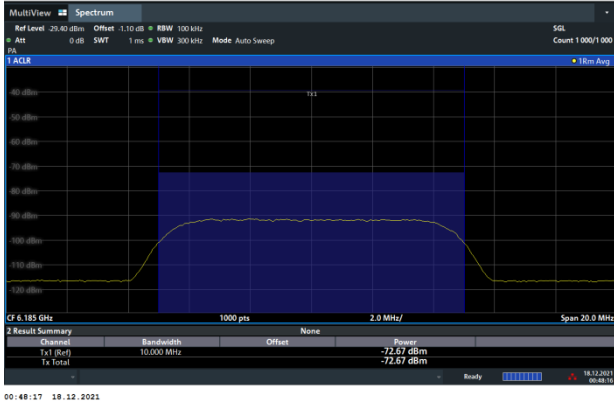 MultiView Spectrum
Ref Level -29.40 dBm Offset -1.10 dB RBW 100 kHz SGL
Att 0 dB SWT 1 ms VBW 300 kHz Mode Auto Sweep Count 1000/1000
PA
1 ACLR 1Rm Avg
-40 dBm
Tx1
-50 dBm
-60 dBm
-70 dBm
-80 dBm
-90 dBm
-100 dBm
-110 dBm
-120 dBm
CF 6.185 GHz 1000 pts 2.0 MHz/ Span 20.0 MHz
2 Result Summary None
Channel Bandwidth Offset Power
Tx1 (Ref) 10.000 MHz -72.67 dBm
Tx Total -72.67 dBm
Ready 18.12.2021
00:48:16
00:48:17 18.12.2021